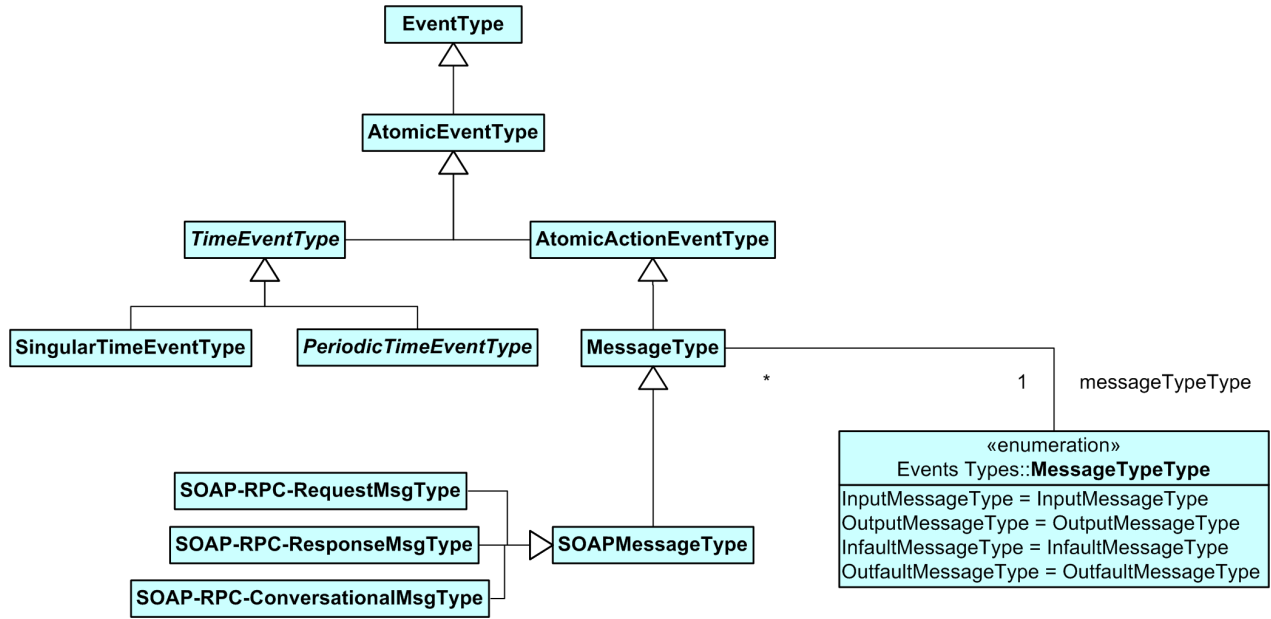 EventType
AtomicEventType
TimeEventType
AtomicActionEventType
SingularTimeEventType
PeriodicTimeEventType
MessageType
*
1
messageTypeType
«enumeration»
Events Types::MessageTypeType
InputMessageType = InputMessageType
OutputMessageType = OutputMessageType
InfaultMessageType = InfaultMessageType
OutfaultMessageType = OutfaultMessageType
SOAP-RPC-RequestMsgType
SOAP-RPC-ResponseMsgType
SOAPMessageType
SOAP-RPC-ConversationalMsgType